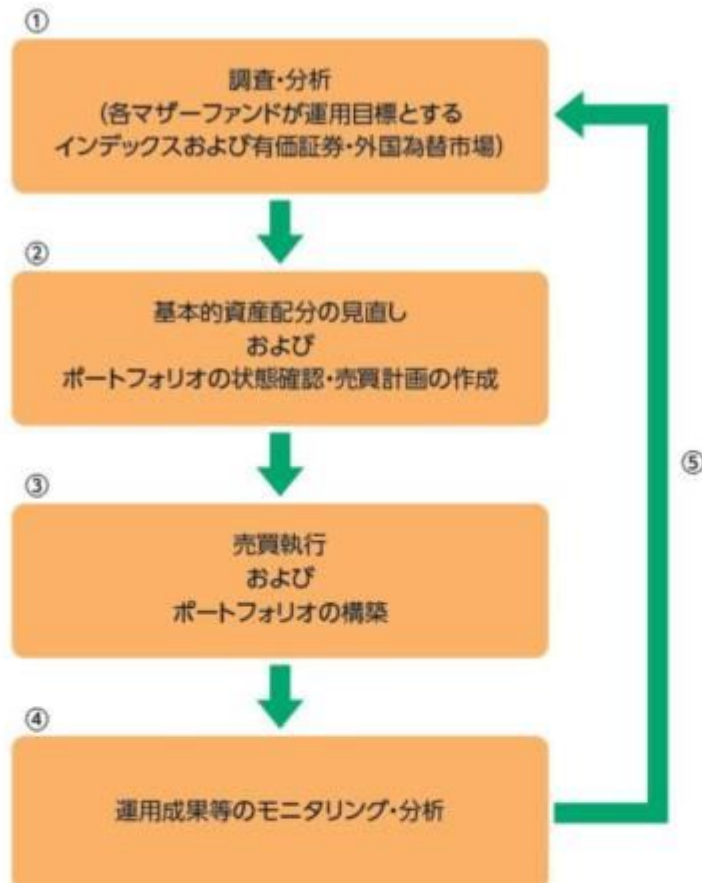 ①
調査・分析
(各マザーファンドが運用目標とする
インデックスおよび有価証券・外国為替市場)
②
基本的資産配分の見直し
および
ポートフォリオの状態確認・売買計画の作成
③
売買執行
および
ポートフォリオの構築
④
運用成果等のモニタリング・分析
⑤